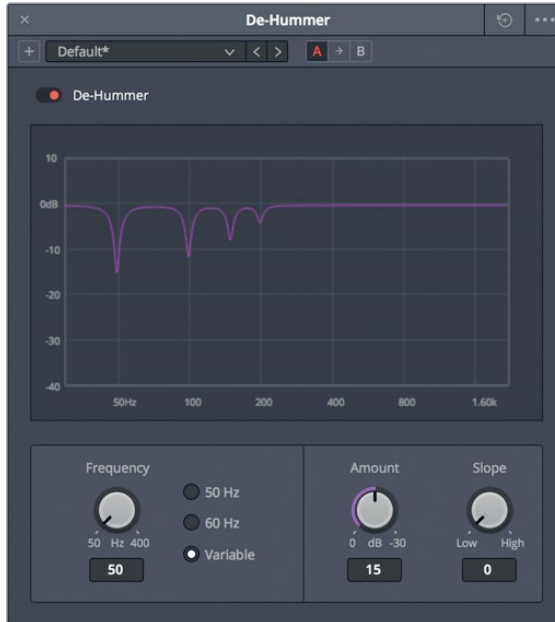 De-Hummer
Default*
A B
De-Hummer
10
0dB
-10
-20
-30
-40
50Hz 100 200 400 800 1.60k
Frequency Amount Slope
50 Hz
60 Hz
Variable
50 Hz 400 0 dB -30 Low High
50 15 0